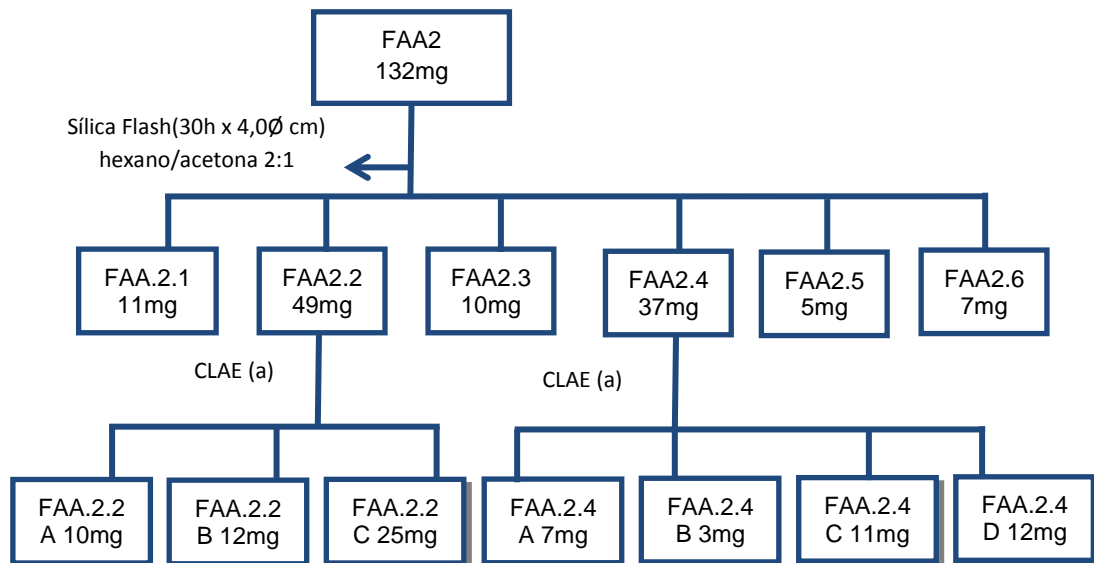 FAA2
132mg
Sílica Flash(30h x 4,0Ø cm)
hexano/acetona 2:1
FAA.2.1
11mg
FAA2.2
49mg
FAA2.3
10mg
FAA2.4
37mg
FAA2.5
5mg
FAA2.6
7mg
CLAE (a)
CLAE (a)
FAA.2.2
A 10mg
FAA.2.2
B 12mg
FAA.2.2
C 25mg
FAA.2.4
A 7mg
FAA.2.4
B 3mg
FAA.2.4
C 11mg
FAA.2.4
D 12mg